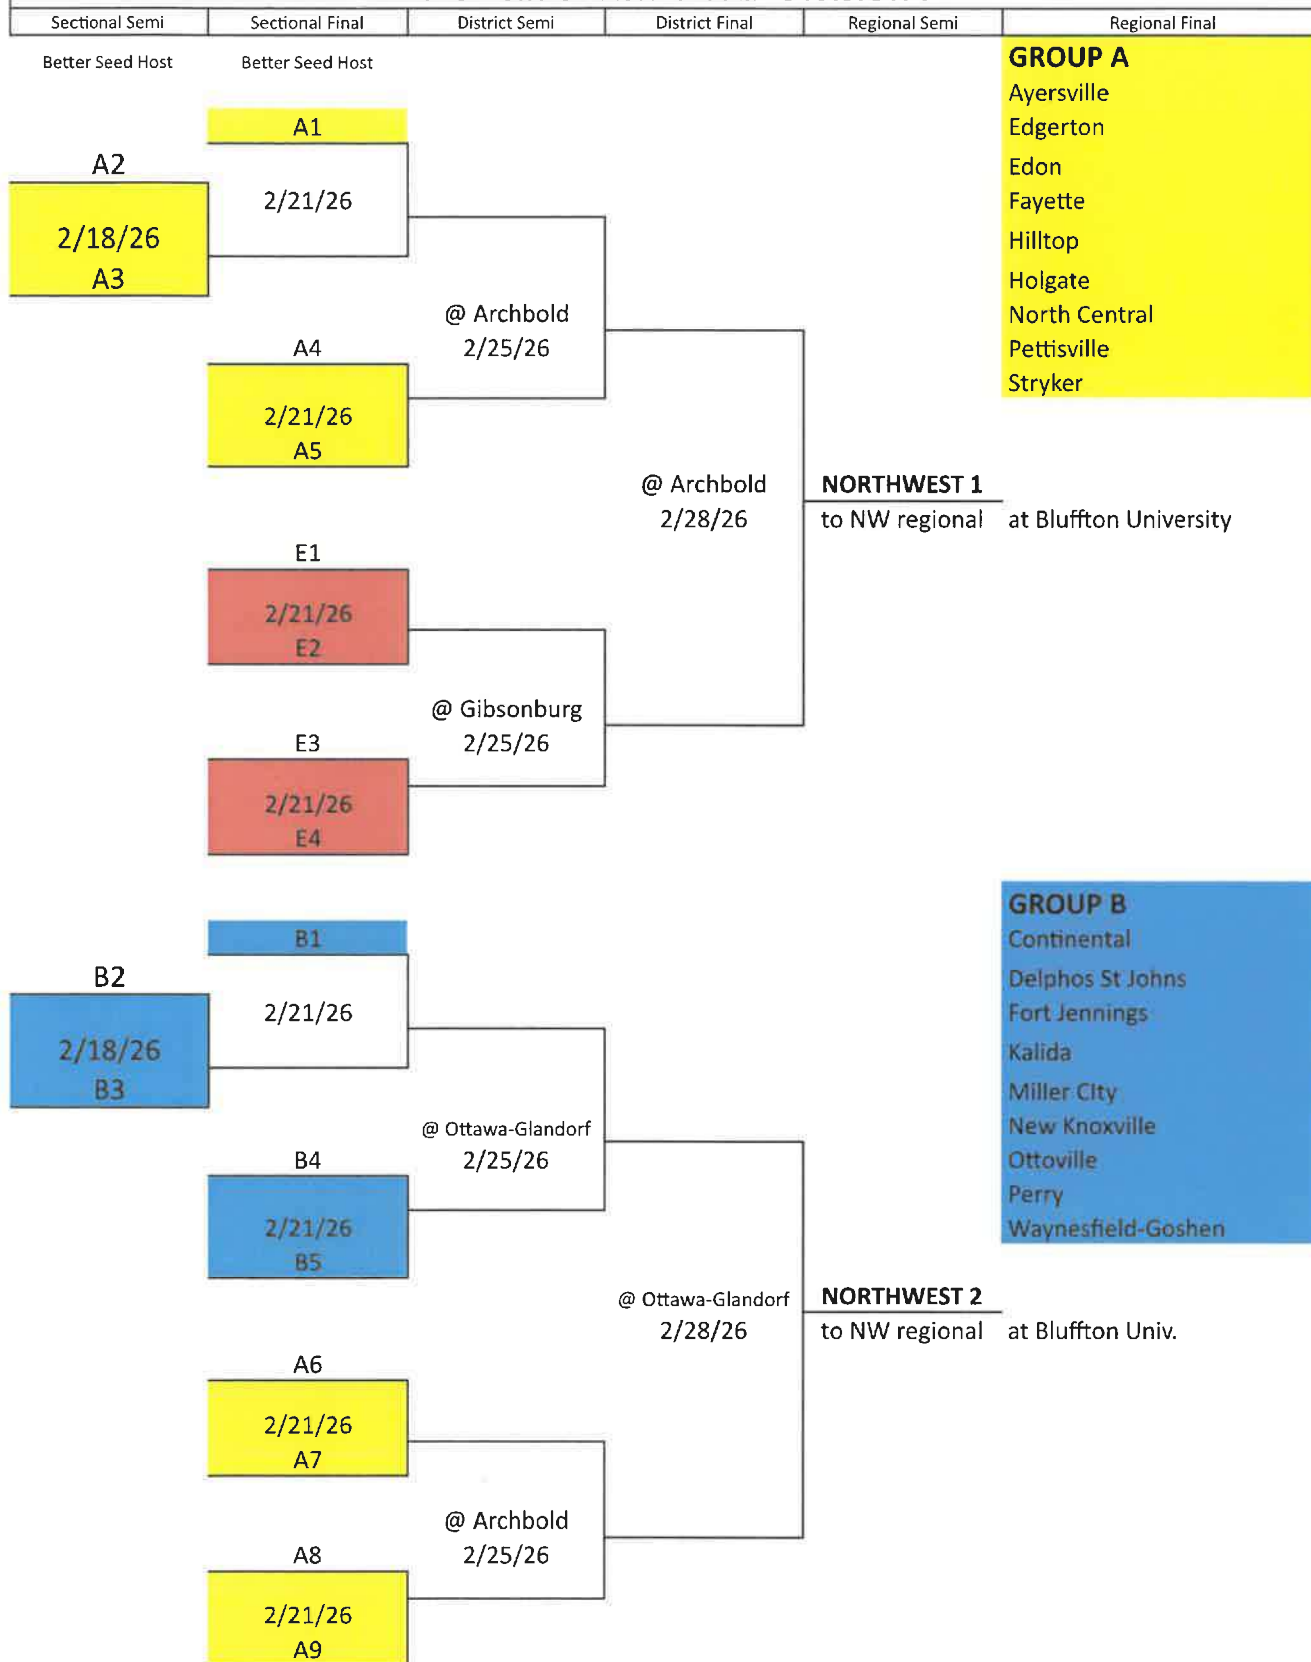 Sectional Semi
Sectional Final
District Semi
District Final
Regional Semi
Regional Final
Better Seed Host
Better Seed Host
GROUP A
Ayersville
Edgerton
Edon
Fayette
Hilltop
Holgate
North Central
Pettisville
Stryker
A1
A2
2/21/26
2/18/26
A3
@ Archbold
2/25/26
A4
2/21/26
A5
@ Archbold
2/28/26
NORTHWEST 1
to NW regional
at Bluffton University
E1
2/21/26
E2
@ Gibsonburg
2/25/26
E3
2/21/26
E4
GROUP B
Continental
Delphos St Johns
Fort Jennings
Kalida
Miller CIty
New Knoxville
Ottoville
Perry
Waynesfield-Goshen
B1
B2
2/21/26
2/18/26
B3
@ Ottawa-Glandorf
2/25/26
B4
2/21/26
B5
@ Ottawa-Glandorf
2/28/26
NORTHWEST 2
to NW regional
at Bluffton Univ.
A6
2/21/26
A7
@ Archbold
2/25/26
A8
2/21/26
A9